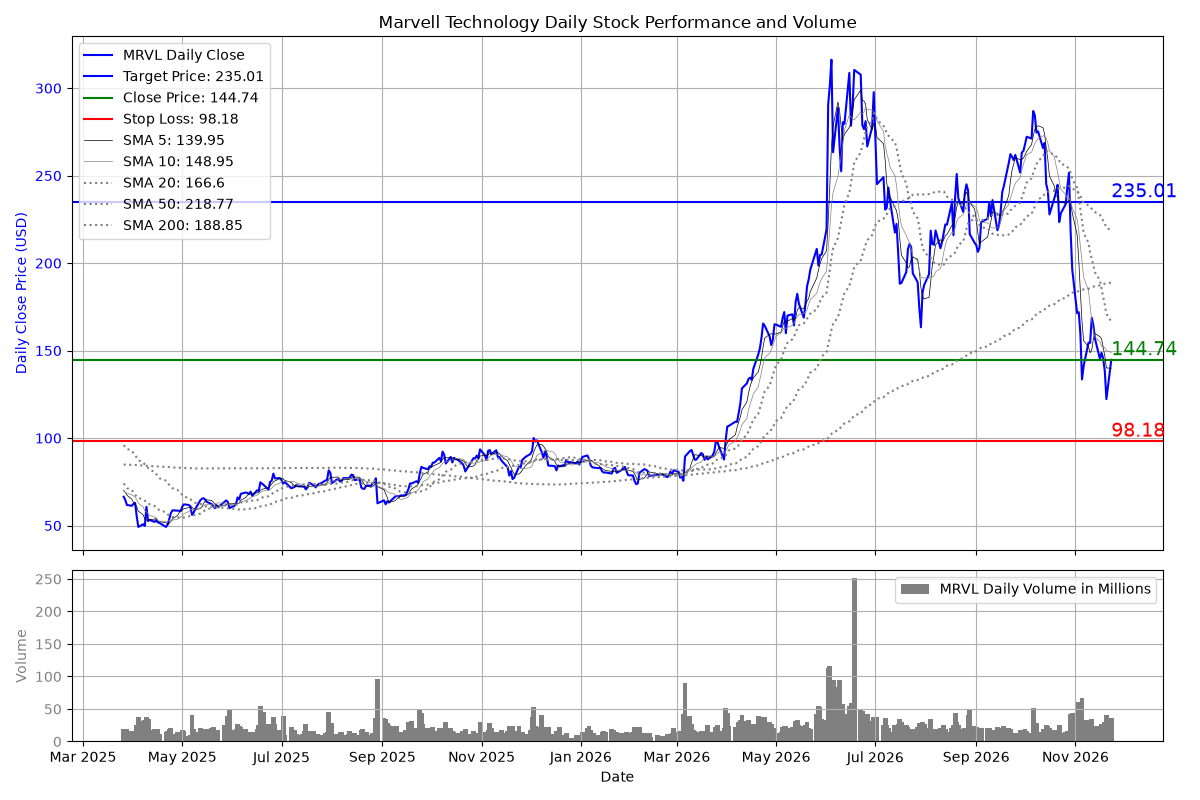 Marvell Technology Daily Stock Performance and Volume
MRVL Daily Close
Target Price: 235.01
Close Price: 144.74
Stop Loss: 98.18
SMA 5: 139.95
SMA 10: 148.95
SMA 20: 166.6
SMA 50: 218.77
SMA 200: 188.85
Daily Close Price (USD)
300
250
200
150
100
50
235.01
144.74
98.18
MRVL Daily Volume in Millions
Volume
250
200
150
100
50
0
Mar 2025
May 2025
Jul 2025
Sep 2025
Nov 2025
Jan 2026
Mar 2026
May 2026
Jul 2026
Sep 2026
Nov 2026
Date